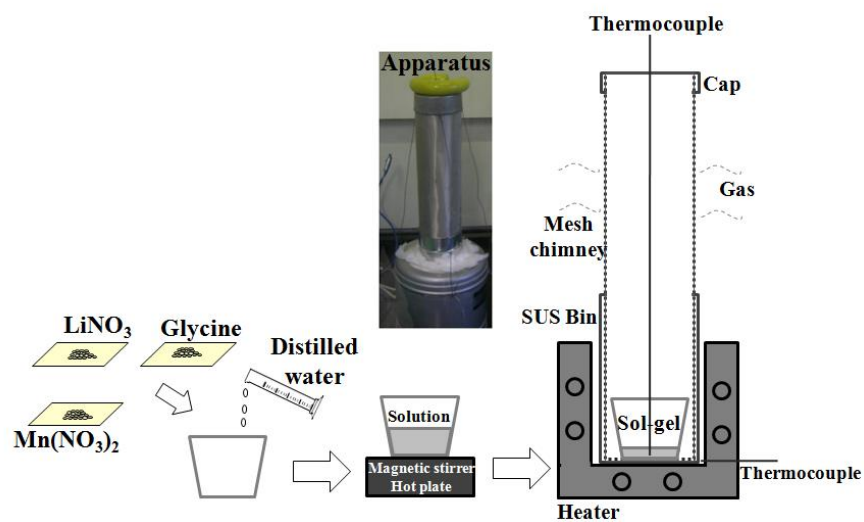 Thermocouple
Apparatus
Cap
Gas
Mesh
chimney
SUS Bin
LiNO₃
Glycine
Distilled
water
Mn(NO₃)₂
Solution
Sol-gel
Magnetic stirrer
Hot plate
Thermocouple
Heater